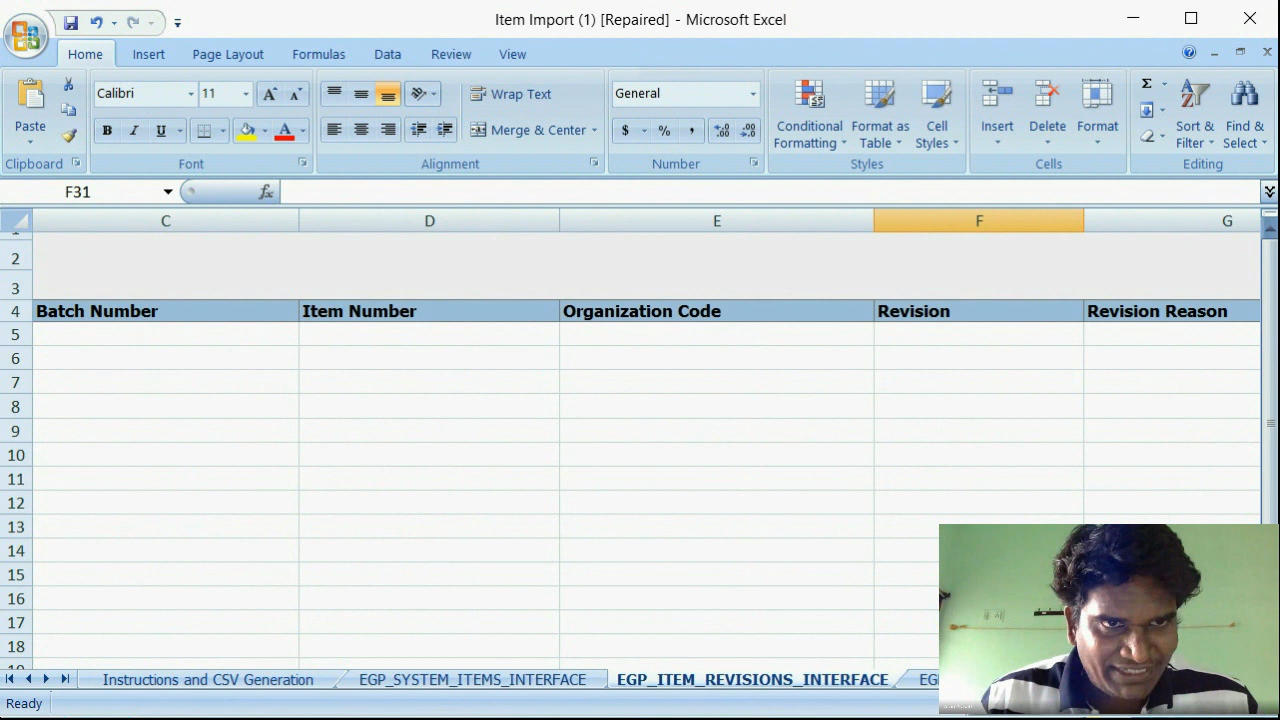 Item Import (1) [Repaired] - Microsoft Excel
Home Insert Page Layout Formulas Data Review View
Calibri 11 Wrap Text General
Paste B I U Merge & Center $ % , Conditional Formatting Format as Table Cell Styles Insert Delete Format Σ Sort & Filter Find & Select
Clipboard Font Alignment Number Styles Cells Editing
F31 fx
C D E F G
2
3
4 Batch Number Item Number Organization Code Revision Revision Reason
5
6
7
8
9
10
11
12
13
14
15
16
17
18
Instructions and CSV Generation EGP_SYSTEM_ITEMS_INTERFACE EGP_ITEM_REVISIONS_INTERFACE
Ready